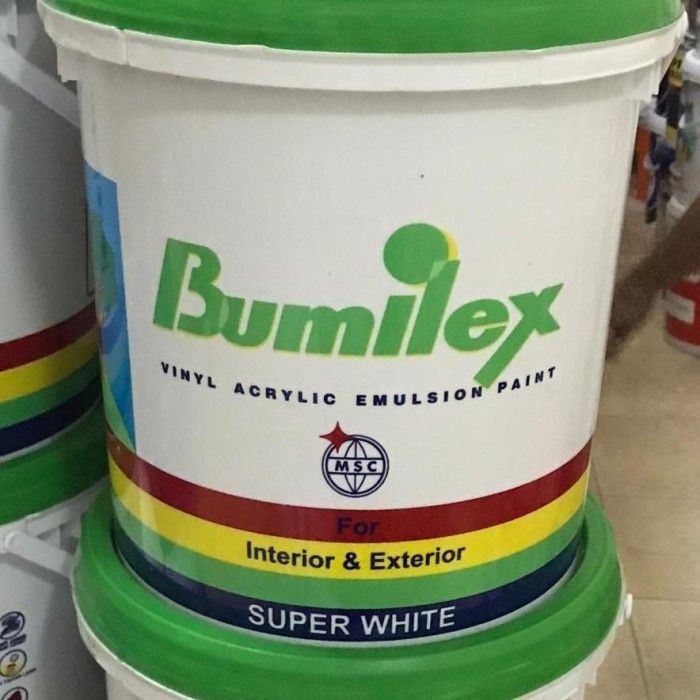 Bumilex
VINYL ACRYLIC EMULSION PAINT
MSC
For
Interior & Exterior
SUPER WHITE